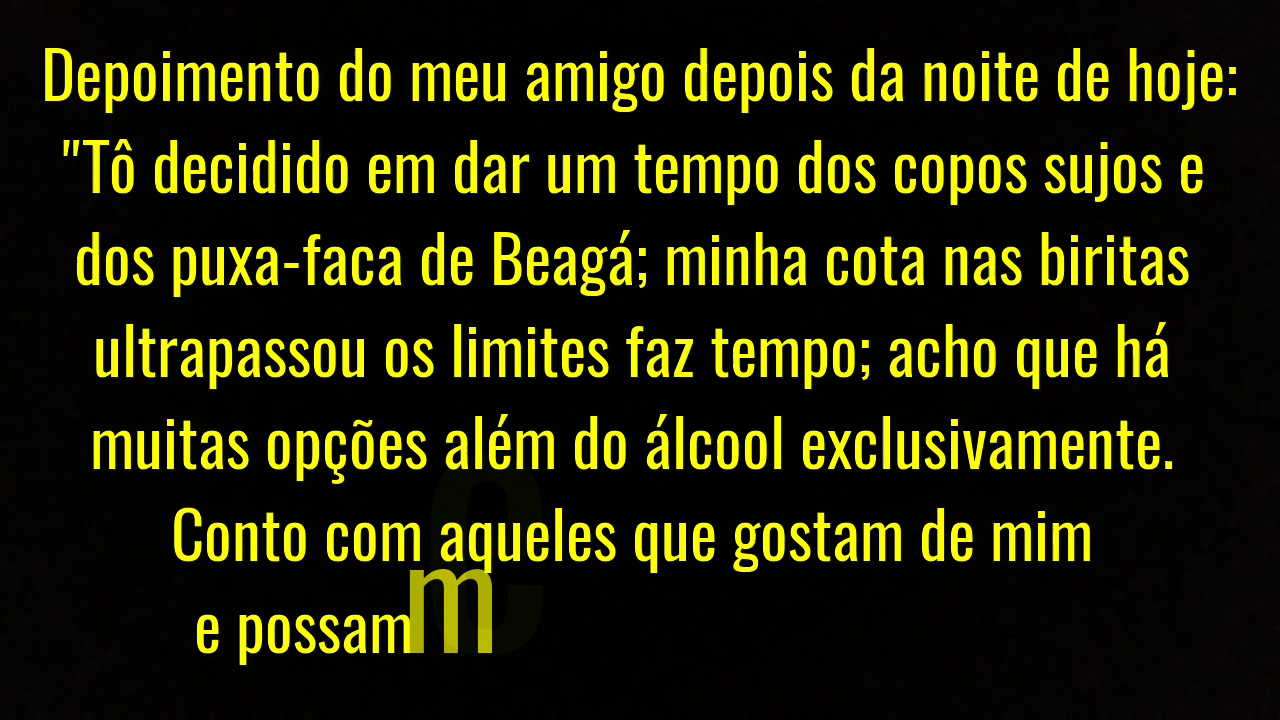 Depoimento do meu amigo depois da noite de hoje:
"Tô decidido em dar um tempo dos copos sujos e
dos puxa-faca de Beagá; minha cota nas biritas
ultrapassou os limites faz tempo; acho que há
muitas opções além do álcool exclusivamente.
Conto com aqueles que gostam de mim
e possam m